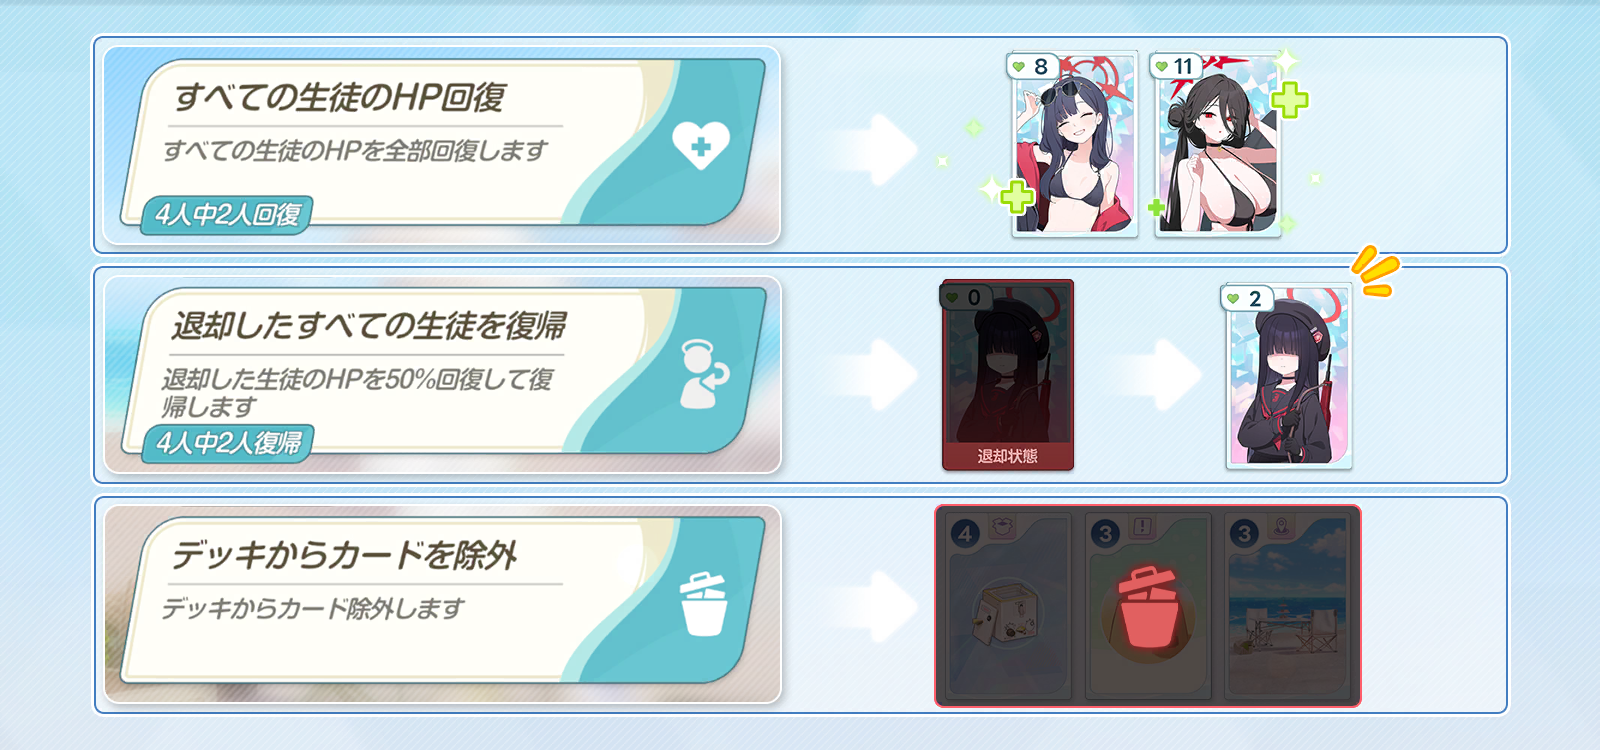 すべての生徒のHP回復
すべての生徒のHPを全部回復します
4人中2人回復
8
11
退却したすべての生徒を復帰
退却した生徒のHPを50%回復して復
帰します
4人中2人復帰
0
退却状態
2
デッキからカードを除外
デッキからカード除外します
4
3
3